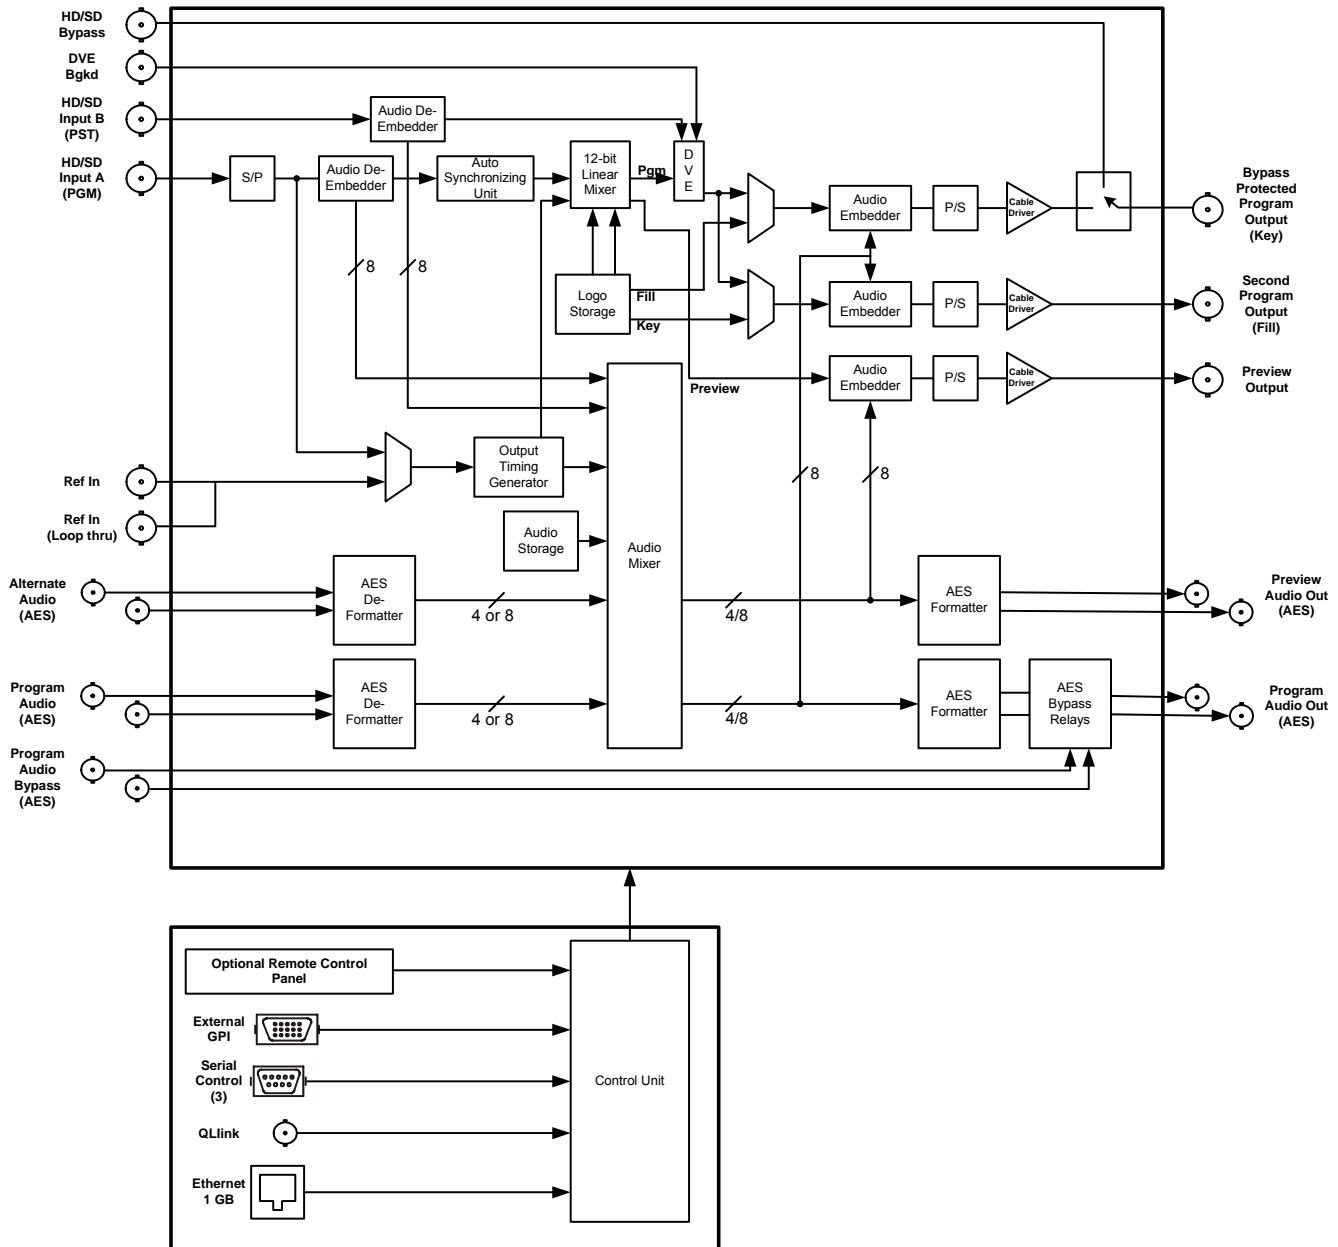 HD/SD
Bypass
DVE
Bgkd
HD/SD
Input B
(PST)
HD/SD
Input A
(PGM)
S/P
Audio De-
Embedder
Audio De-
Embedder
Auto
Synchronizing
Unit
12-bit
Linear
Mixer
Pgm
D
V
E
Audio
Embedder
P/S
Cable
Driver
Bypass
Protected
Program
Output
(Key)
8
8
Logo
Storage
Fill
Key
Audio
Embedder
P/S
Cable
Driver
Second
Program
Output
(Fill)
Preview
Audio
Embedder
P/S
Cable
Driver
Preview
Output
Ref In
Ref In
(Loop thru)
Output
Timing
Generator
8
8
Audio
Storage
Audio
Mixer
Alternate
Audio
(AES)
AES
De-
Formatter
4 or 8
4/8
AES
Formatter
Preview
Audio Out
(AES)
Program
Audio
(AES)
AES
De-
Formatter
4 or 8
4/8
AES
Formatter
AES
Bypass
Relays
Program
Audio Out
(AES)
Program
Audio
Bypass
(AES)
Optional Remote Control
Panel
External
GPI
Serial
Control
(3)
QLlink
Ethernet
1 GB
Control Unit